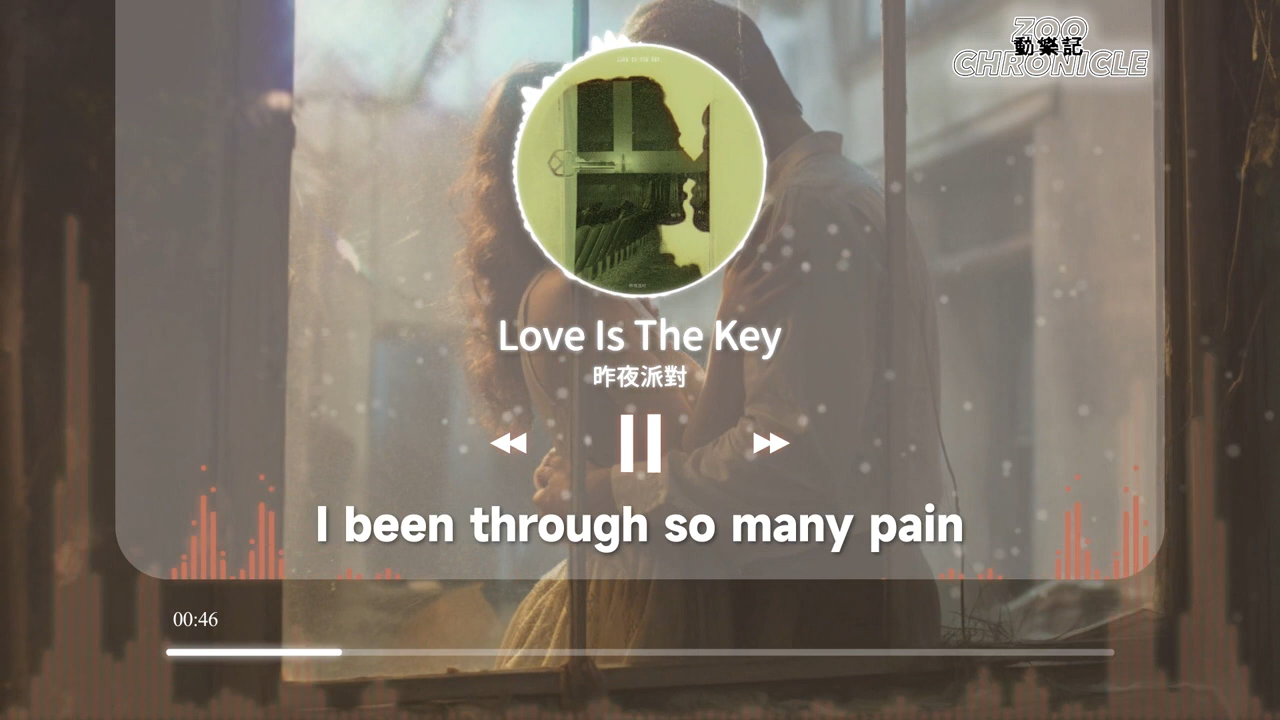 ZOO
動樂記
CHRONICLE
Love Is The Key
昨夜派對
I been through so many pain
00:46